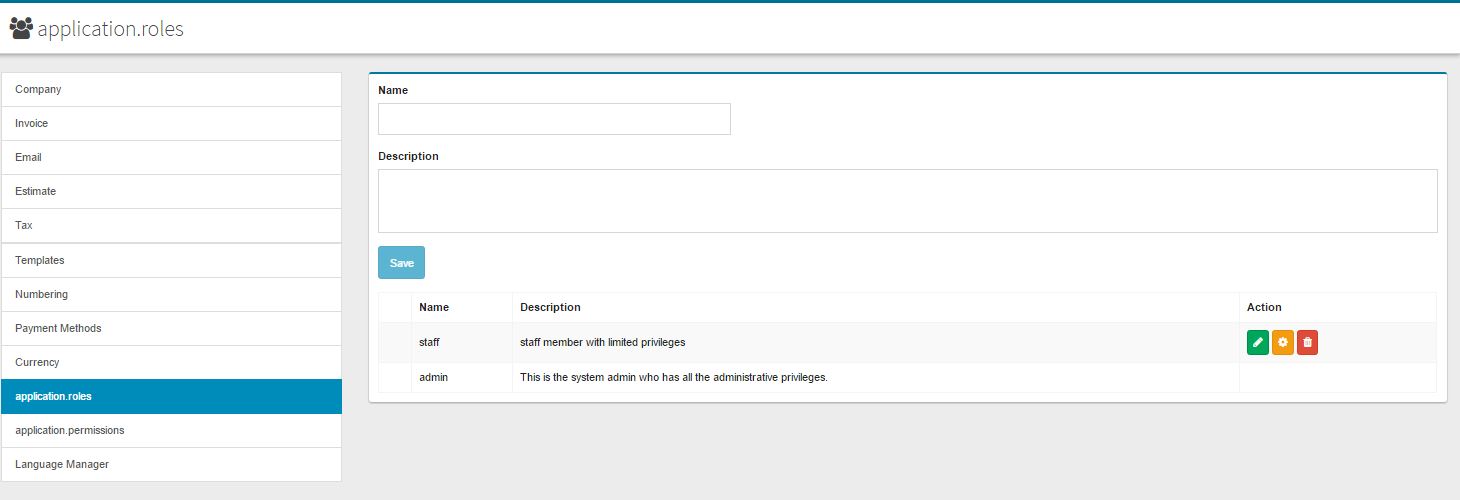 application.roles
Company
Invoice
Email
Estimate
Tax
Templates
Numbering
Payment Methods
Currency
application.roles
application.permissions
Language Manager
Name
Description
Save
Name Description Action
staff staff member with limited privileges
admin This is the system admin who has all the administrative privileges.